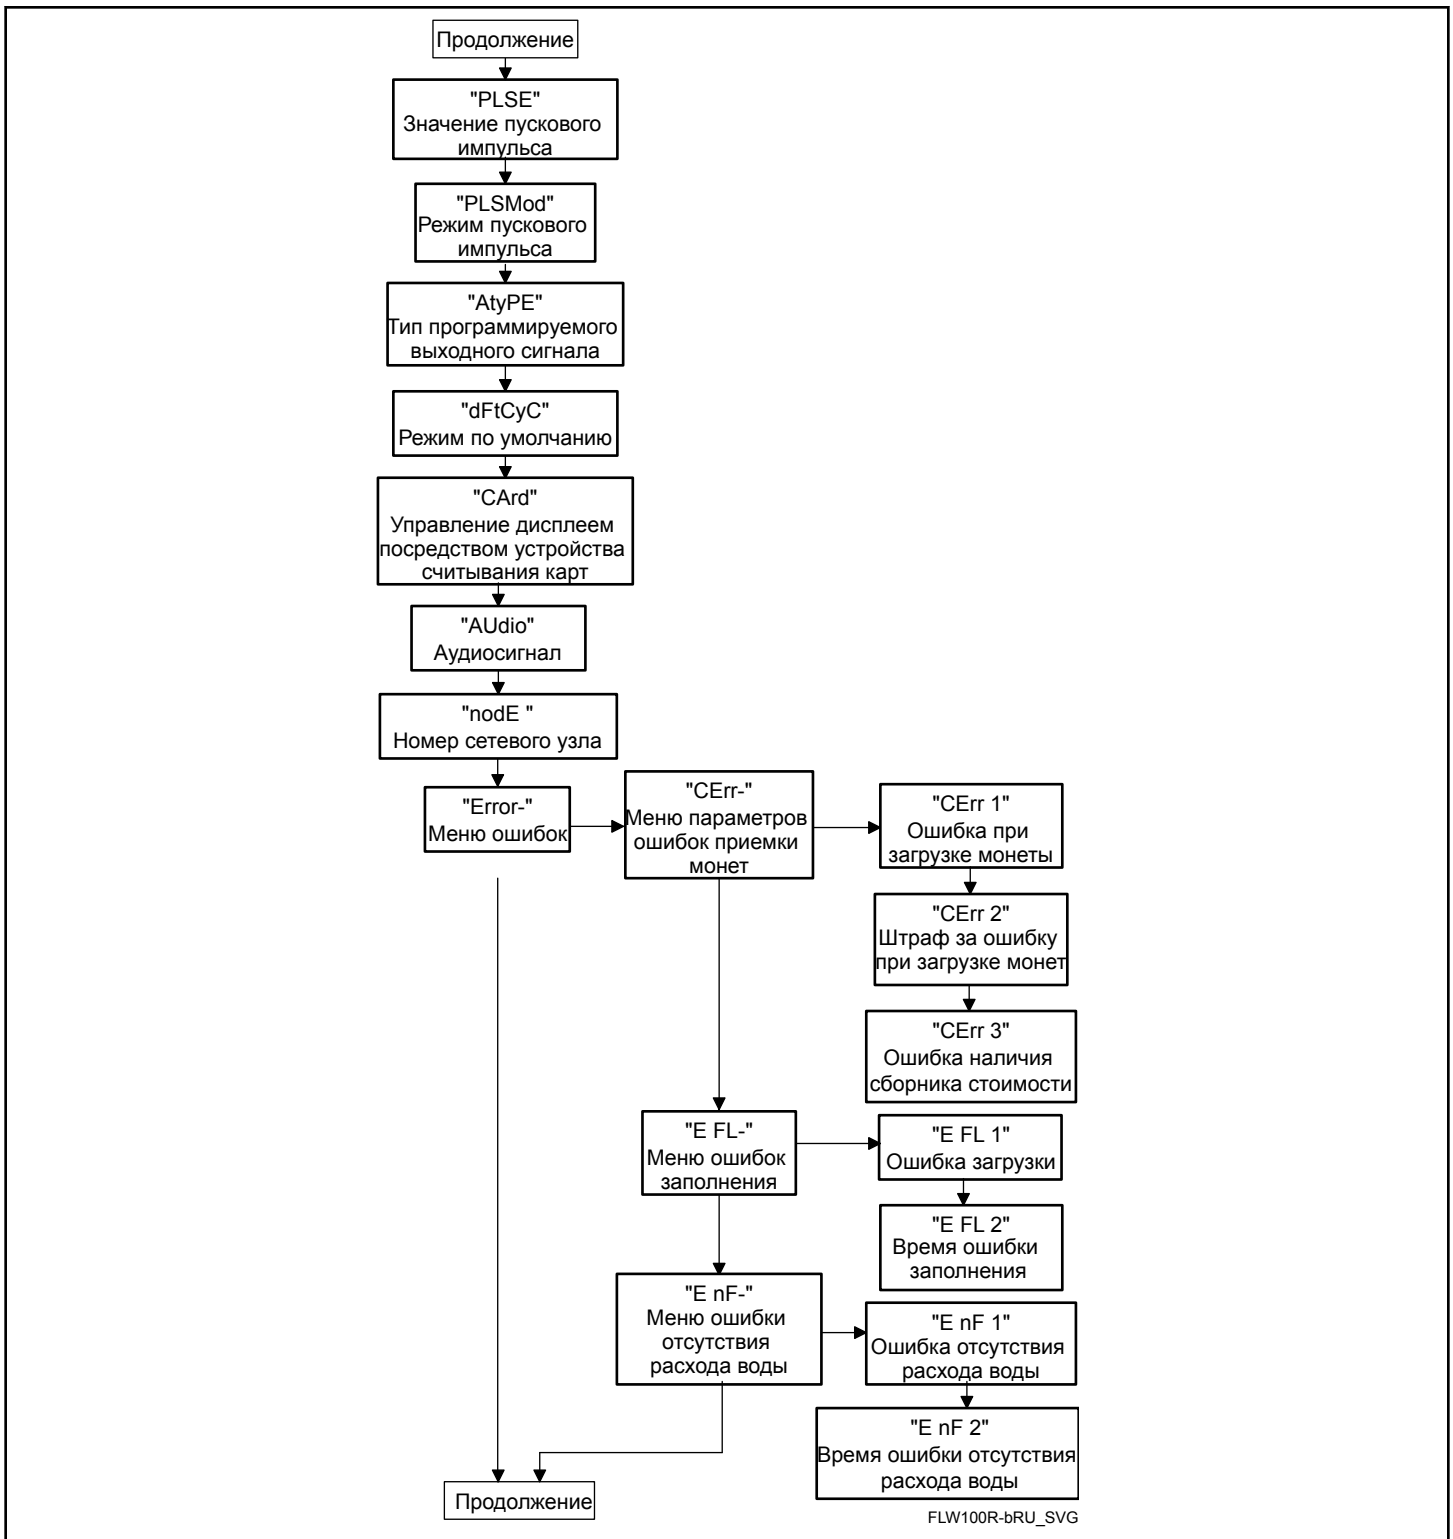 Продолжение
"PLSE"
Значение пускового
импульса
"PLSMod"
Режим пускового
импульса
"AtyPE"
Тип программируемого
выходного сигнала
"dFtCyC"
Режим по умолчанию
"CArd"
Управление дисплеем
посредством устройства
считывания карт
"AUdio"
Аудиосигнал
"nodE "
Номер сетевого узла
"Error-"
Меню ошибок
"CErr-"
Меню параметров
ошибок приемки
монет
"CErr 1"
Ошибка при
загрузке монеты
"CErr 2"
Штраф за ошибку
при загрузке монет
"CErr 3"
Ошибка наличия
сборника стоимости
"E FL-"
Меню ошибок
заполнения
"E FL 1"
Ошибка загрузки
"E FL 2"
Время ошибки
заполнения
"E nF-"
Меню ошибки
отсутствия
расхода воды
"E nF 1"
Ошибка отсутствия
расхода воды
"E nF 2"
Время ошибки отсутствия
расхода воды
Продолжение
FLW100R-bRU_SVG